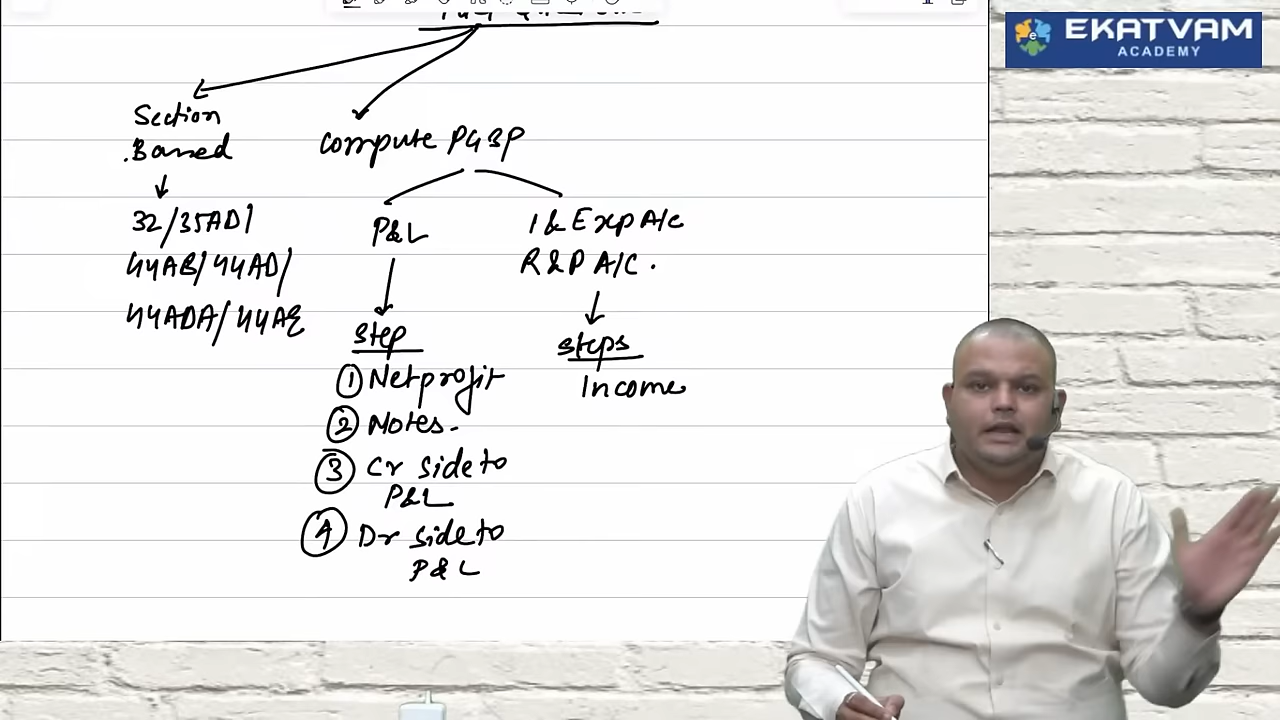 EKATVAM
ACADEMY
Section
.Based
32/35AD/
44AB/44AD/
44ADA/44AE
Compute PGBP
P&L
Step
① Net profit
② Notes.
③ Cr side to
P&L
④ Dr side to
P&L
I & Exp A/c
R&P A/C.
Steps
Income